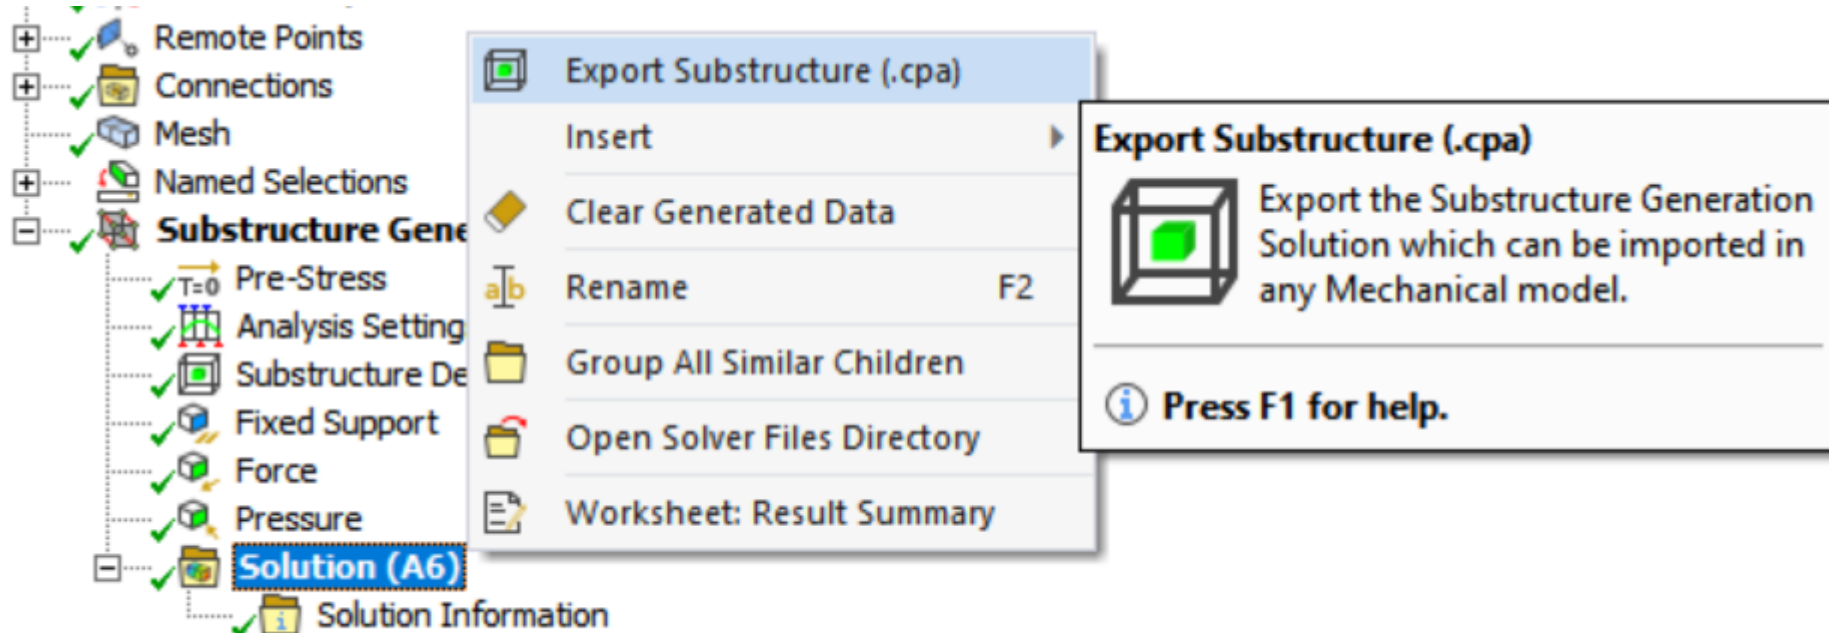 Remote Points
Connections
Mesh
Named Selections
Substructure Gene
T=0 Pre-Stress
Analysis Setting
Substructure De
Fixed Support
Force
Pressure
Solution (A6)
Solution Information
Export Substructure (.cpa)
Insert
Clear Generated Data
a b Rename F2
Group All Similar Children
Open Solver Files Directory
Worksheet: Result Summary
Export Substructure (.cpa)
Export the Substructure Generation
Solution which can be imported in
any Mechanical model.
Press F1 for help.